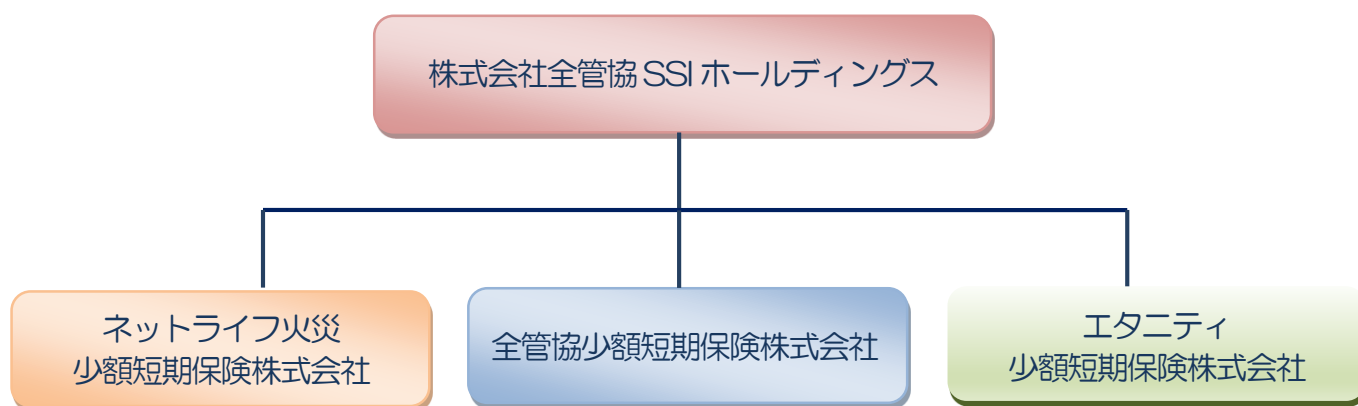 株式会社全管協 SSI ホールディングス
ネットライフ火災
少額短期保険株式会社
全管協少額短期保険株式会社
エタニティ
少額短期保険株式会社